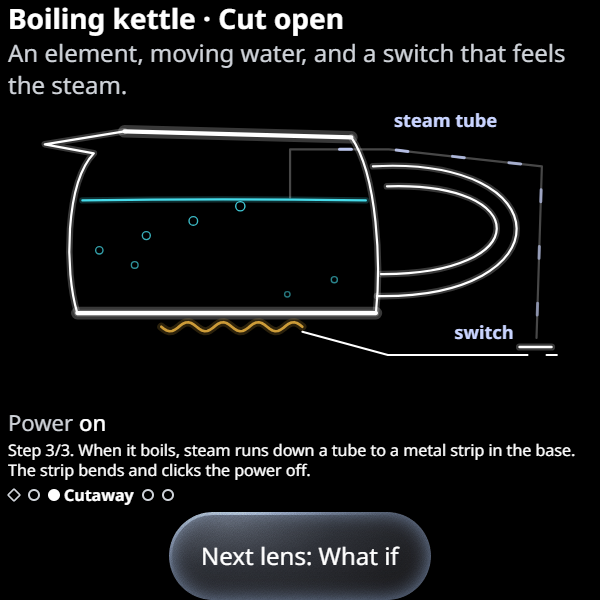 Boiling kettle · Cut open
An element, moving water, and a switch that feels
the steam.
steam tube
switch
Power on
Step 3/3. When it boils, steam runs down a tube to a metal strip in the base.
The strip bends and clicks the power off.
Cutaway
Next lens: What if